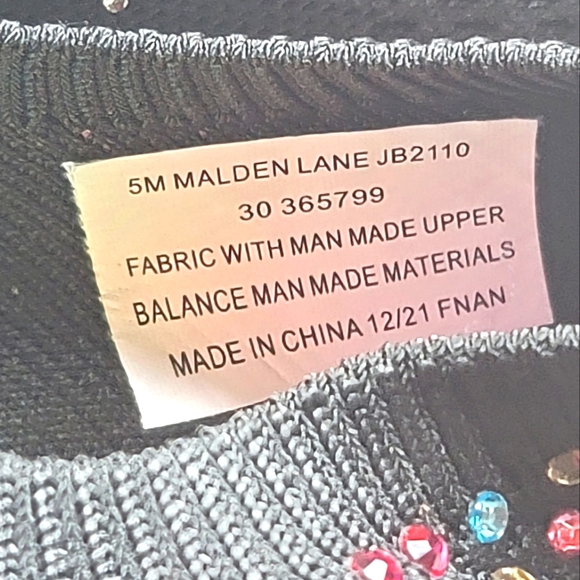 5M MALDEN LANE JB2110
30 365799
FABRIC WITH MAN MADE UPPER
BALANCE MAN MADE MATERIALS
MADE IN CHINA 12/21 FNAN